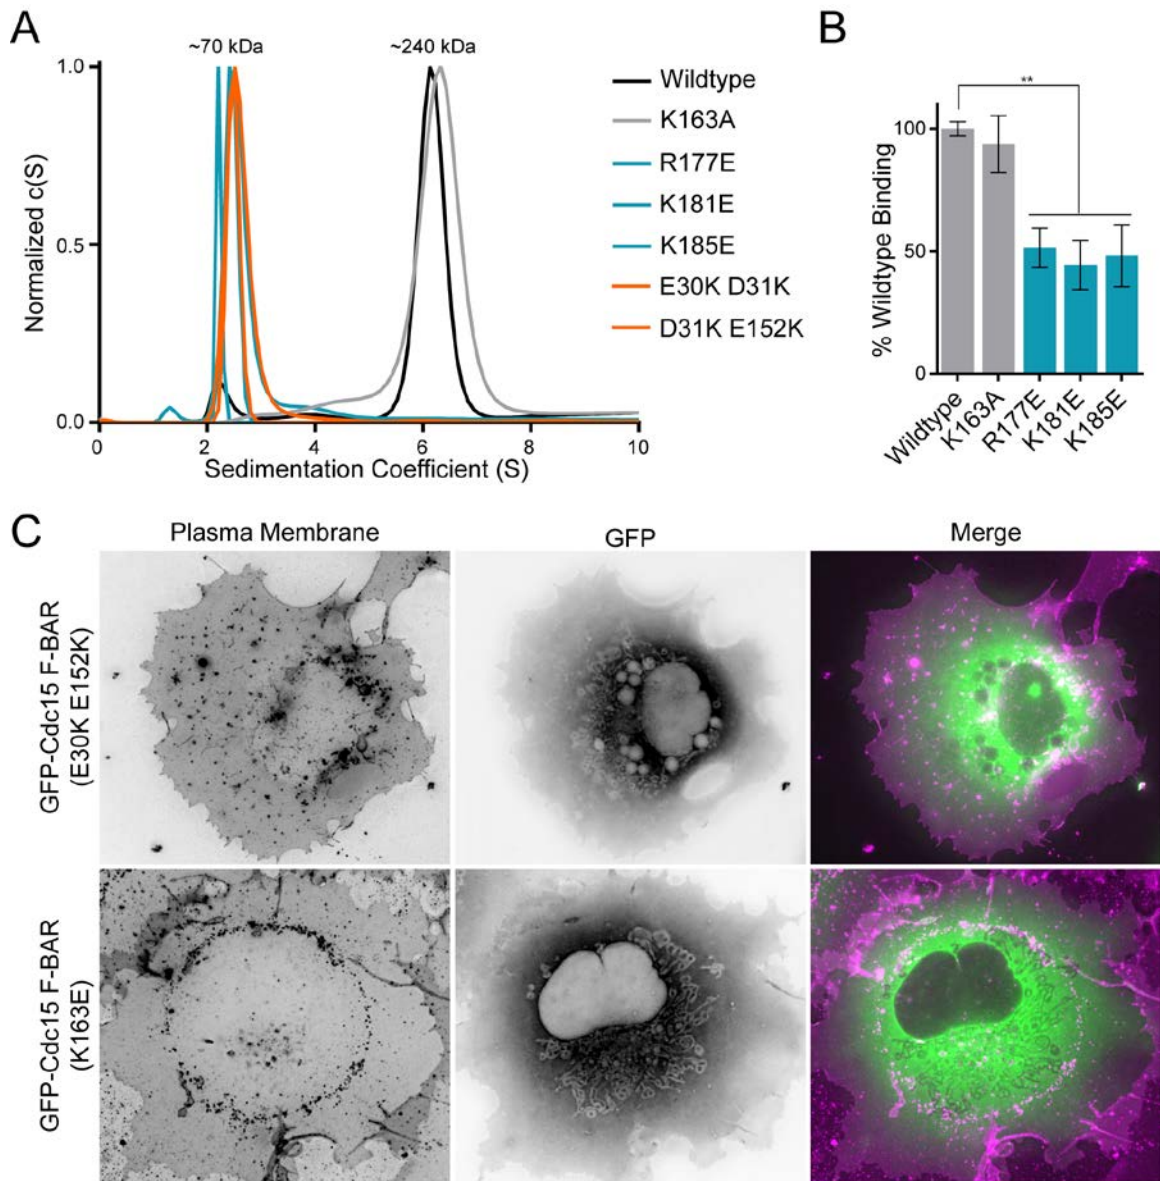 A
~70 kDa
~240 kDa
1.0
0.5
0.0
Normalized c(S)
0
2
4
6
8
10
Sedimentation Coefficient (S)
Wildtype
K163A
R177E
K181E
K185E
E30K D31K
D31K E152K
B
**
100
50
0
% Wildtype Binding
Wildtype
K163A
R177E
K181E
K185E
C
Plasma Membrane
GFP
Merge
GFP-Cdc15 F-BAR
(E30K E152K)
GFP-Cdc15 F-BAR
(K163E)